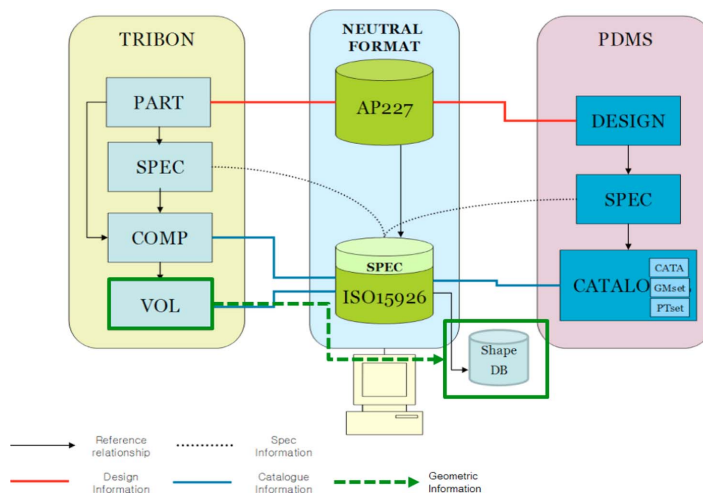 TRIBON
NEUTRAL
FORMAT
PDMS
PART
AP227
DESIGN
SPEC
SPEC
COMP
SPEC
ISO15926
CATALO
CATA
GMset
PTset
VOL
Shape
DB
Reference
relationship
Spec
Information
Design
Information
Catalogue
Information
Geometric
Information